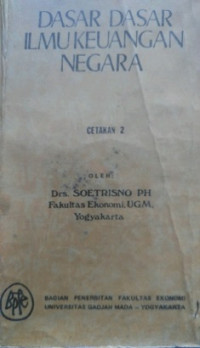 DASAR DASAR
ILMU KEUANGAN
NEGARA
CETAKAN 2
OLEH
Drs. SOETRISNO PH
Fakultas Ekonomi, UGM,
Yogyakarta
BAGIAN PENERBITAN FAKULTAS EKONOMI
UNIVERSITAS GADJAH MADA - YOGYAKARTA